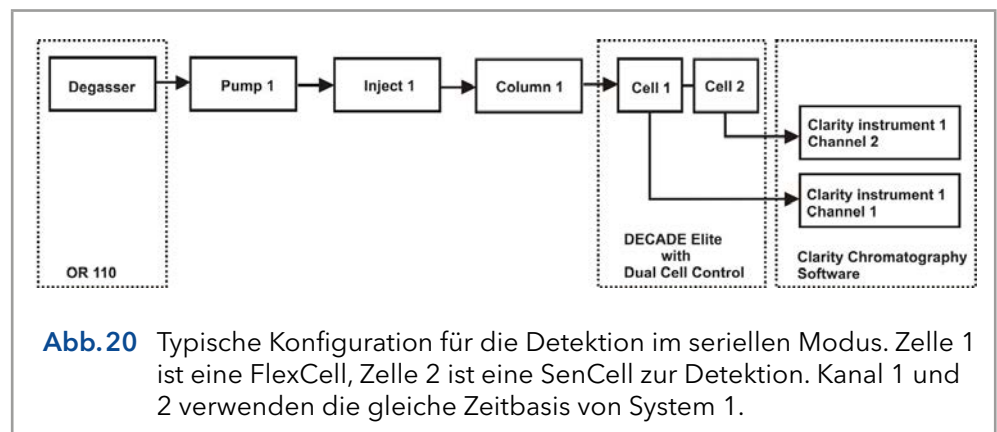 Degasser
Pump 1
Inject 1
Column 1
Cell 1
Cell 2
Clarity instrument 1
Channel 2
Clarity instrument 1
Channel 1
OR 110
DECADE Elite
with
Dual Cell Control
Clarity Chromatography
Software
Abb.20 Typische Konfiguration für die Detektion im seriellen Modus. Zelle 1
ist eine FlexCell, Zelle 2 ist eine SenCell zur Detektion. Kanal 1 und
2 verwenden die gleiche Zeitbasis von System 1.